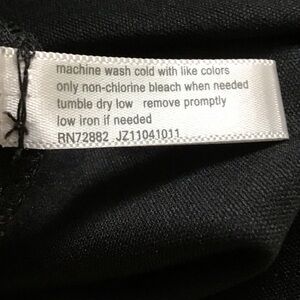 machine wash cold with like colors
only non-chlorine bleach when needed
tumble dry low remove promptly
low iron if needed
RN72882 JZ11041011